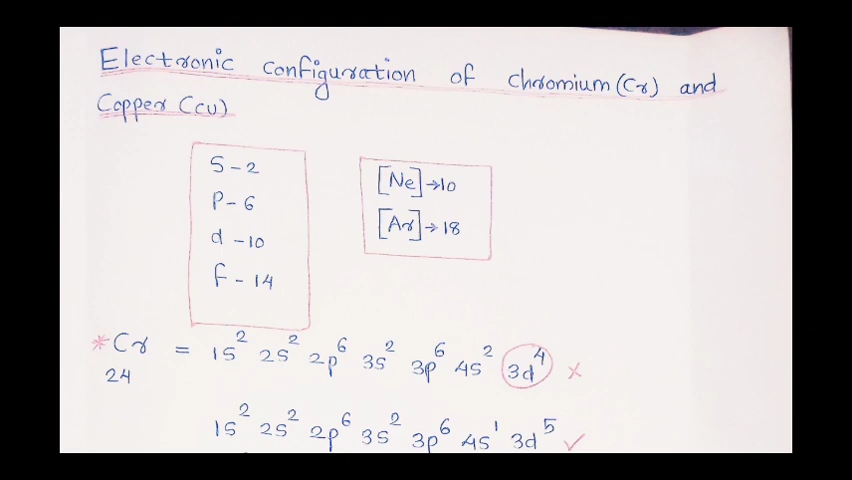 Electronic configuration of chromium (Cr) and
Copper (Cu)
S - 2
P - 6
d - 10
f - 14
[Ne] → 10
[Ar] → 18
*Cr = 1s² 2s² 2p⁶ 3s² 3p⁶ 4s² 3d⁴ ×
24
1s² 2s² 2p⁶ 3s² 3p⁶ 4s¹ 3d⁵ ✓